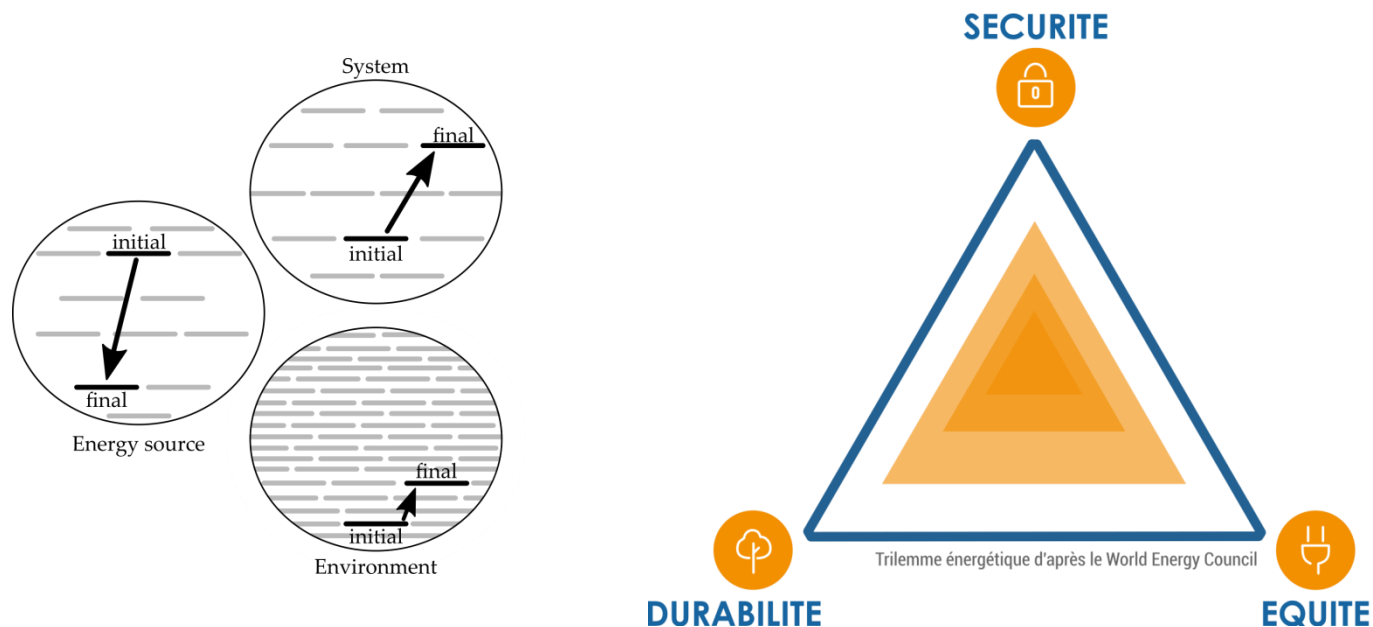 System
final
initial
initial
final
Energy source
final
initial
Environment
SECURITE
Trilemme énergétique d'après le World Energy Council
DURABILITE
EQUITE